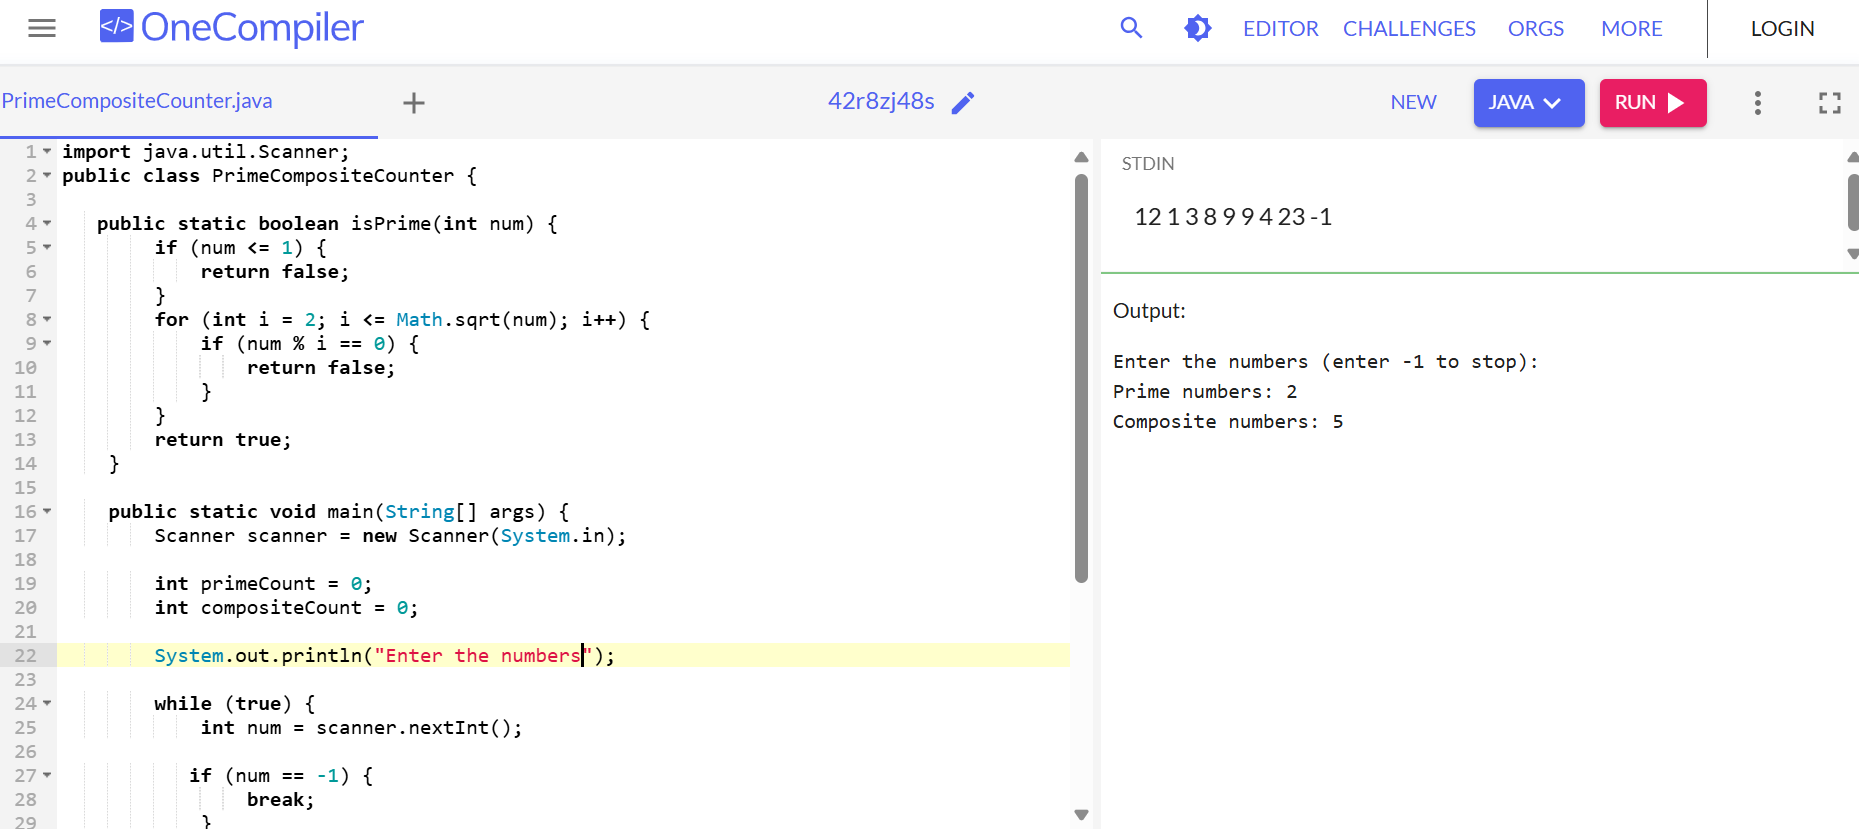 </> OneCompiler
EDITOR CHALLENGES ORGS MORE LOGIN
PrimeCompositeCounter.java + 42r8zj48s NEW JAVA RUN
1 import java.util.Scanner;
2 public class PrimeCompositeCounter {
3
4 public static boolean isPrime(int num) {
5 if (num <= 1) {
6 return false;
7 }
8 for (int i = 2; i <= Math.sqrt(num); i++) {
9 if (num % i == 0) {
10 return false;
11 }
12 }
13 return true;
14 }
15
16 public static void main(String[] args) {
17 Scanner scanner = new Scanner(System.in);
18
19 int primeCount = 0;
20 int compositeCount = 0;
21
22 System.out.println("Enter the numbers");
23
24 while (true) {
25 int num = scanner.nextInt();
26
27 if (num == -1) {
28 break;
29 }
STDIN
12 1 3 8 9 9 4 23 -1
Output:
Enter the numbers (enter -1 to stop):
Prime numbers: 2
Composite numbers: 5